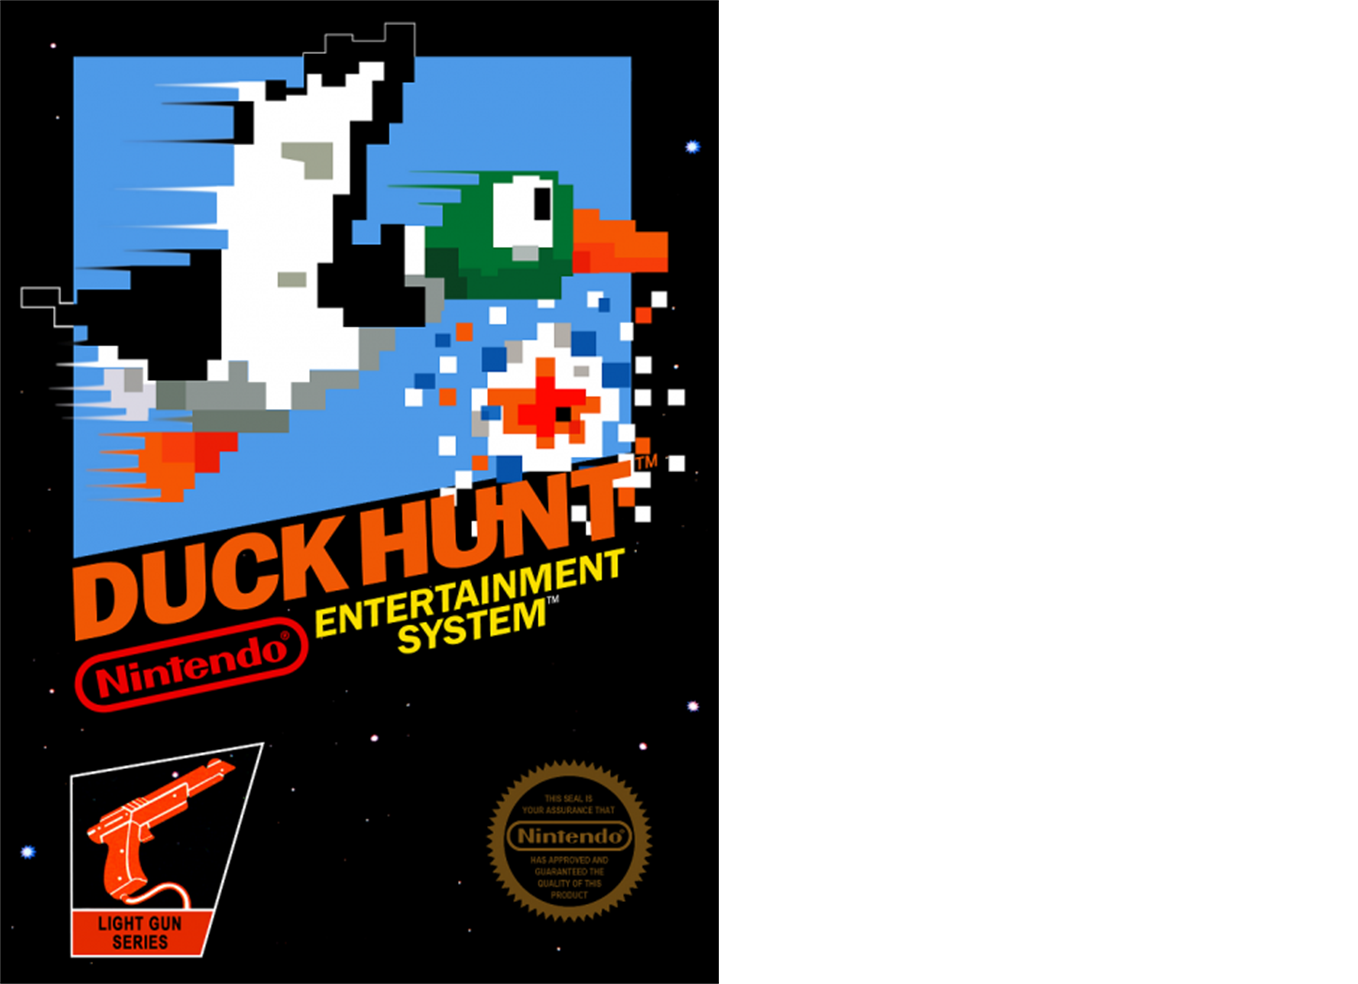 DUCK HUNT™
ENTERTAINMENT
SYSTEM™
Nintendo®
LIGHT GUN
SERIES
THIS SEAL IS
YOUR ASSURANCE THAT
Nintendo®
HAS APPROVED AND
GUARANTEED THE
QUALITY OF THIS
PRODUCT